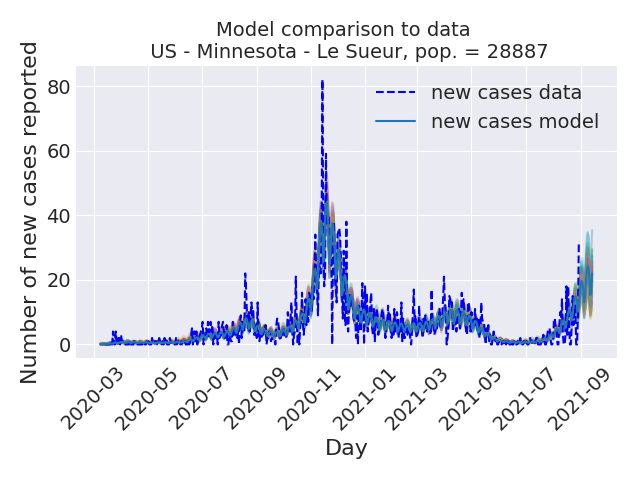 Model comparison to data
US - Minnesota - Le Sueur, pop. = 28887
new cases data
new cases model
Number of new cases reported
80
60
40
20
0
2020-03
2020-05
2020-07
2020-09
2020-11
2021-01
2021-03
2021-05
2021-07
2021-09
Day